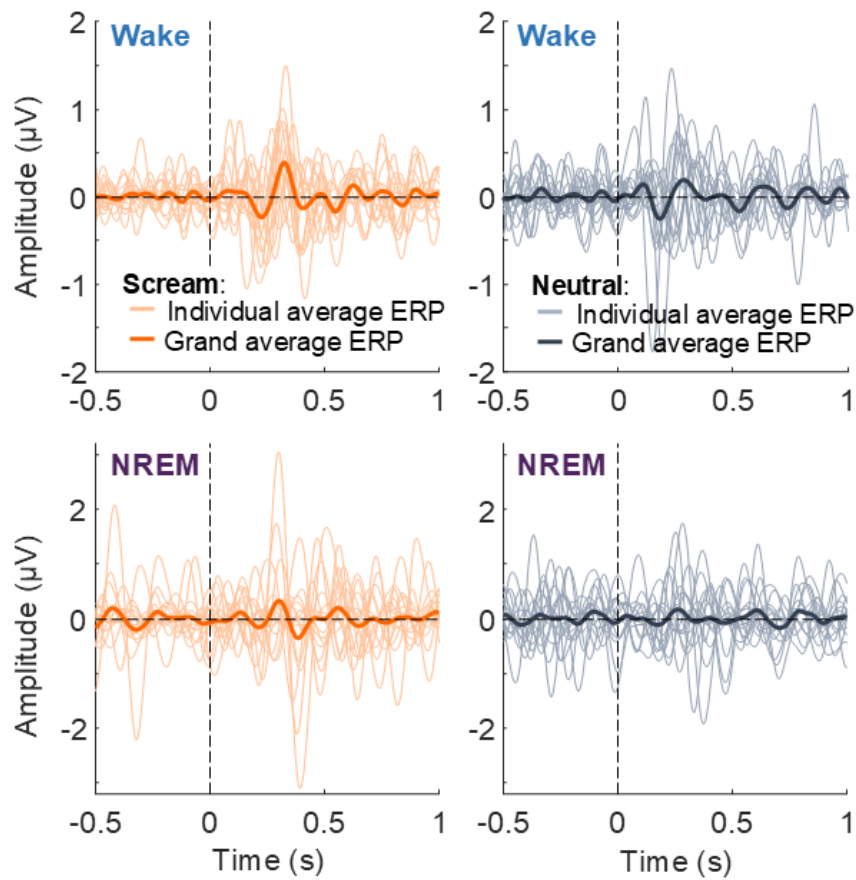 Wake
Wake
2
1
0
-1
-2
Amplitude (µV)
Scream:
Individual average ERP
Grand average ERP
-0.5
0
0.5
1
2
1
0
-1
-2
Neutral:
Individual average ERP
Grand average ERP
-0.5
0
0.5
1
NREM
2
0
-2
Amplitude (µV)
-0.5
0
0.5
1
Time (s)
NREM
2
0
-2
-0.5
0
0.5
1
Time (s)